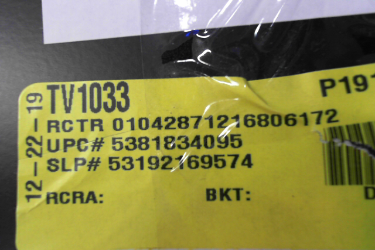 TV1033
P191
12-22-19
RCTR 01042871216806172
UPC# 5381834095
SLP# 53192169574
RCRA:
BKT: